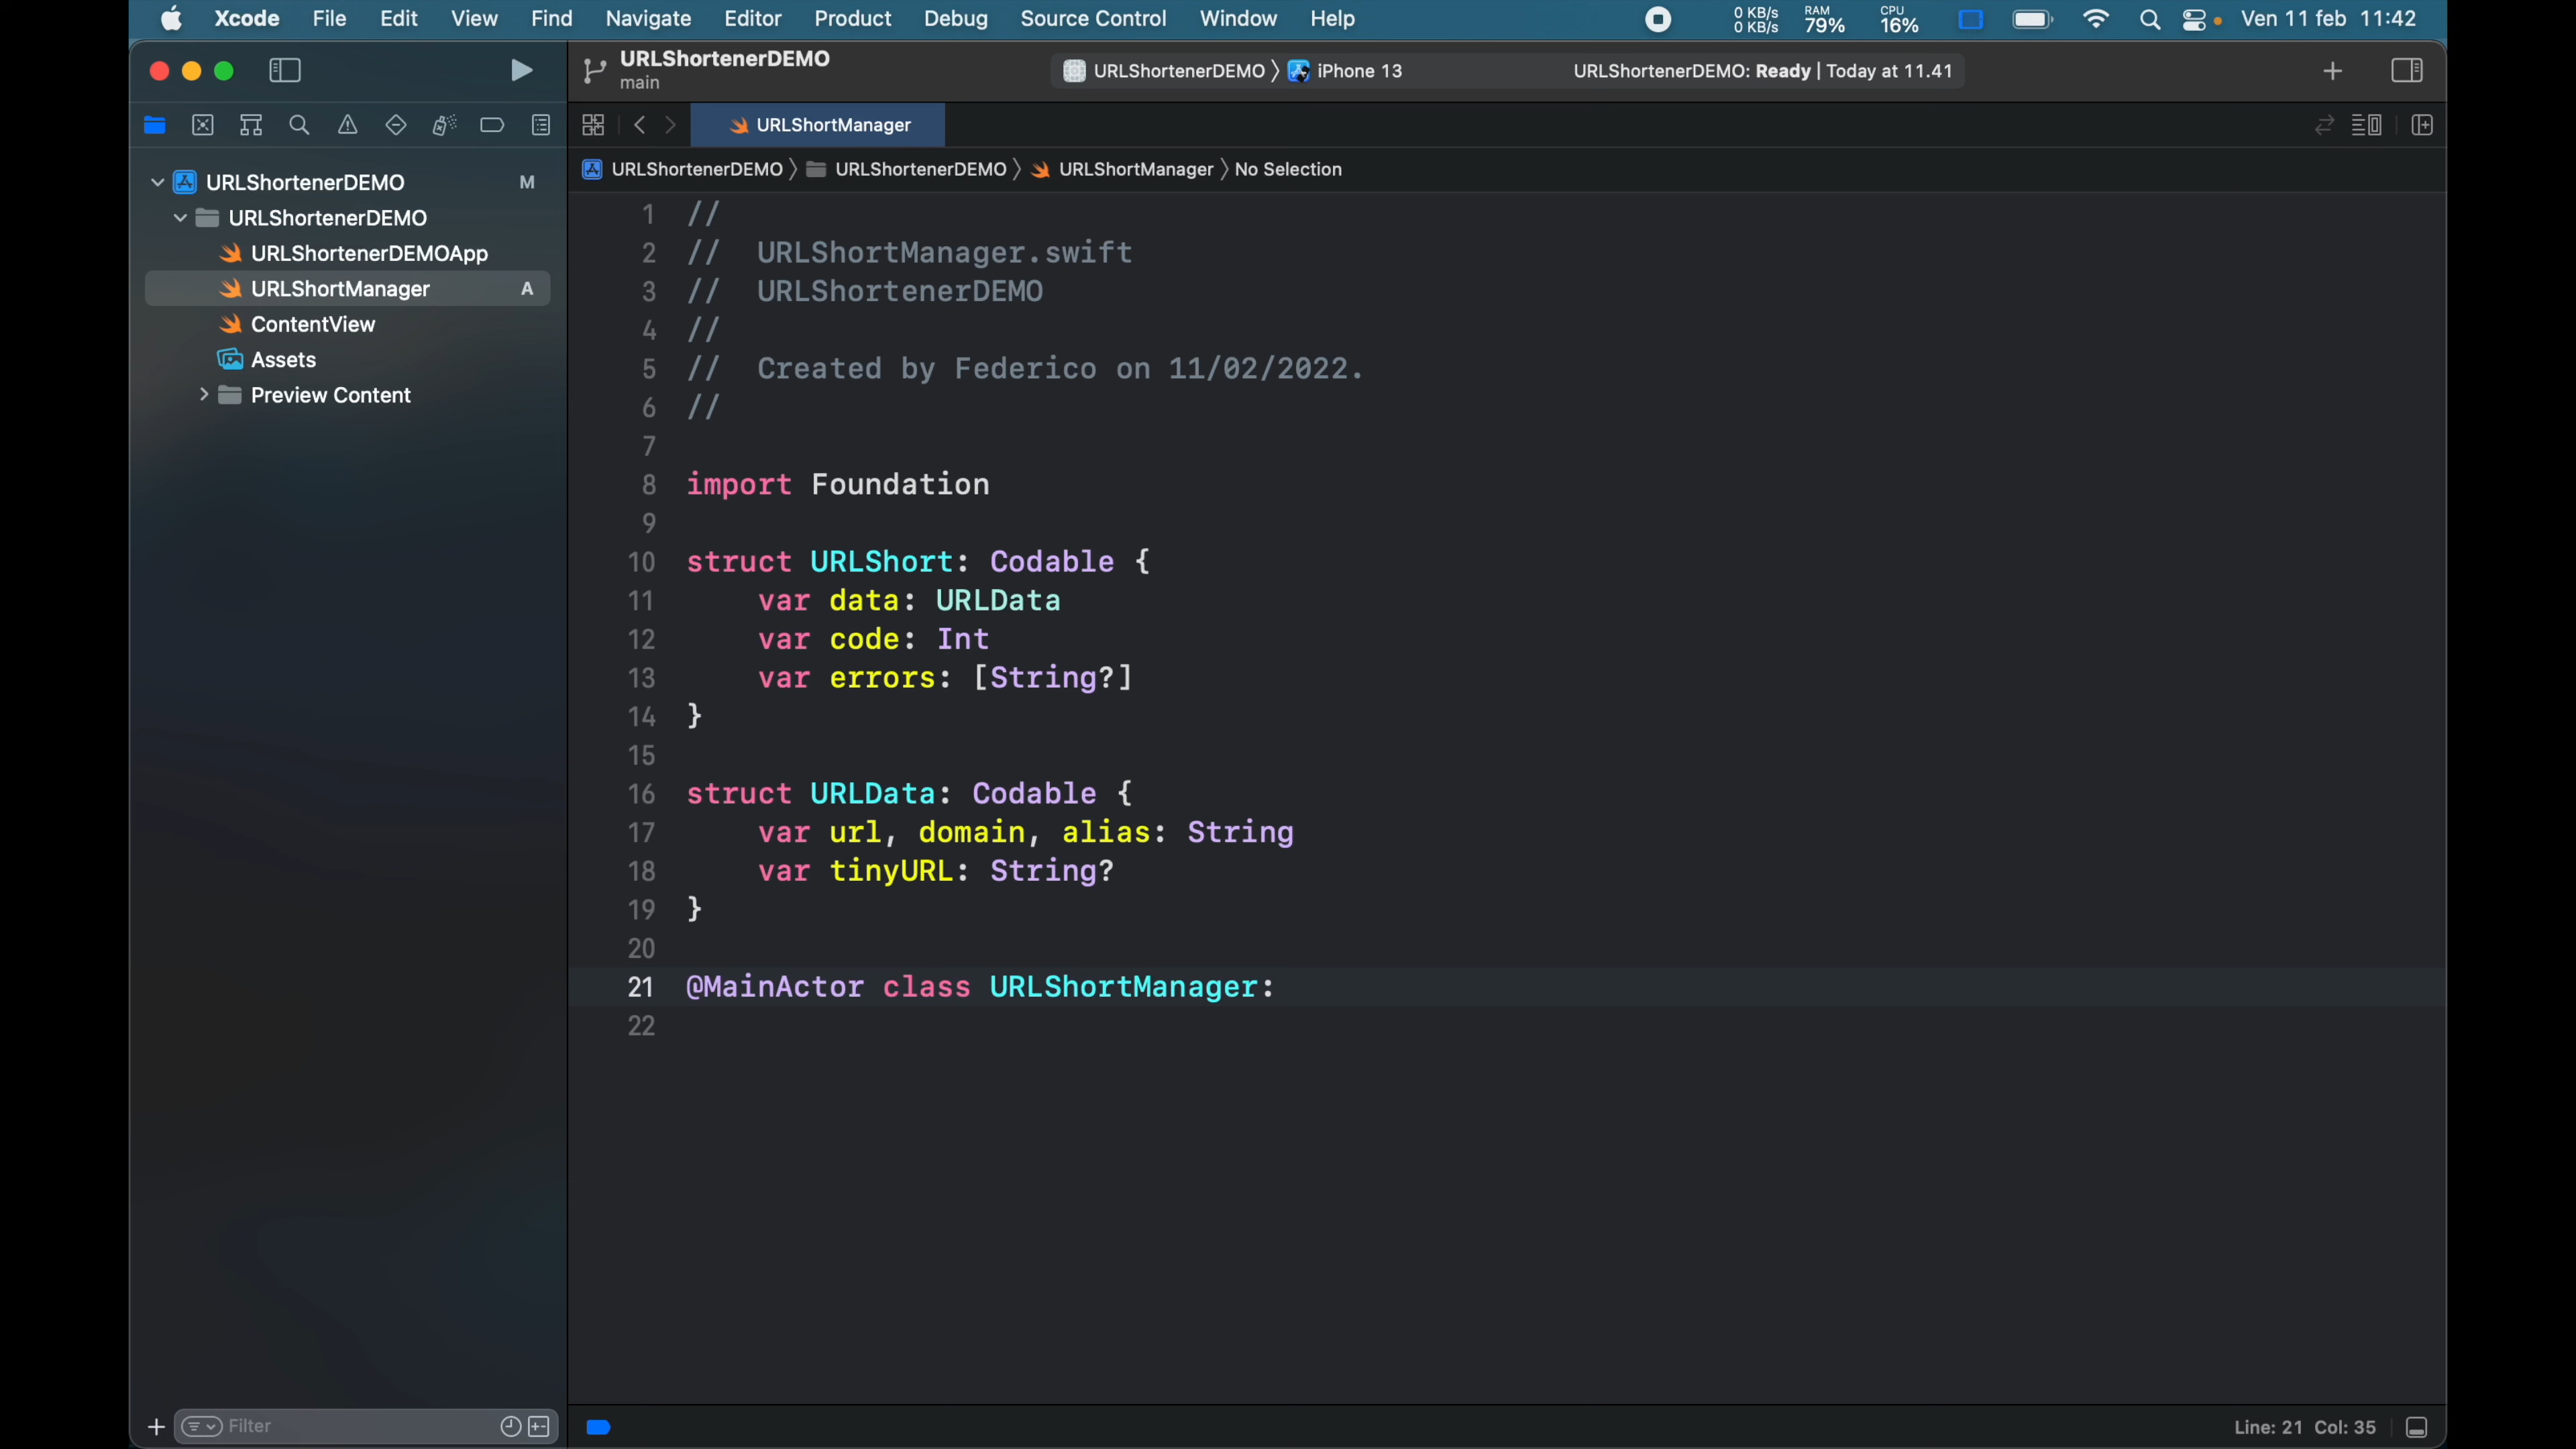 Xcode File Edit View Find Navigate Editor Product Debug Source Control Window Help 0 KB/s 0 KB/s RAM 79% CPU 16% Ven 11 feb 11:42
URLShortenerDEMO
main
URLShortenerDEMO 〉 iPhone 13
URLShortenerDEMO: Ready | Today at 11.41
URLShortManager
URLShortenerDEMO 〉 URLShortenerDEMO 〉 URLShortManager 〉 No Selection
URLShortenerDEMO M
URLShortenerDEMO
URLShortenerDEMOApp
URLShortManager A
ContentView
Assets
Preview Content
1 //
2 //  URLShortManager.swift
3 //  URLShortenerDEMO
4 //
5 //  Created by Federico on 11/02/2022.
6 //
7
8 import Foundation
9
10 struct URLShort: Codable {
11     var data: URLData
12     var code: Int
13     var errors: [String?]
14 }
15
16 struct URLData: Codable {
17     var url, domain, alias: String
18     var tinyURL: String?
19 }
20
21 @MainActor class URLShortManager:
22
Filter
Line: 21 Col: 35